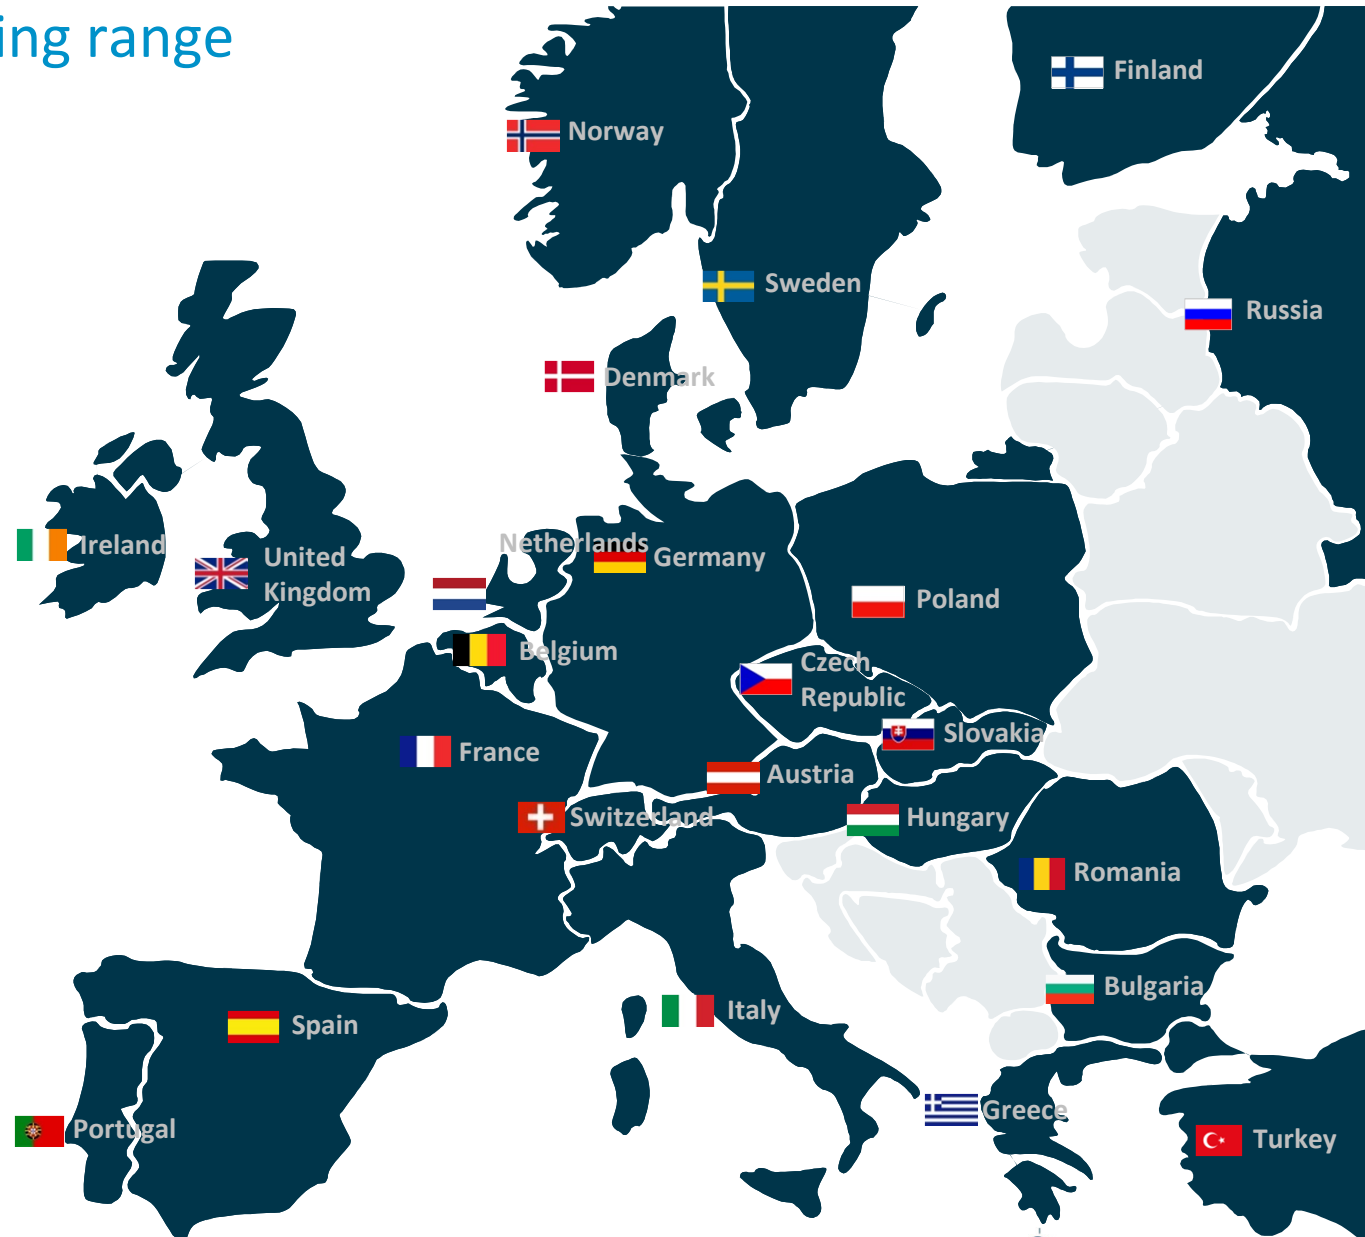 ing range
Finland
Norway
Sweden
Russia
Denmark
Ireland
United
Kingdom
Netherlands
Germany
Poland
Belgium
Czech
Republic
Slovakia
France
Austria
Switzerland
Hungary
Romania
Bulgaria
Italy
Spain
Greece
Portugal
Turkey